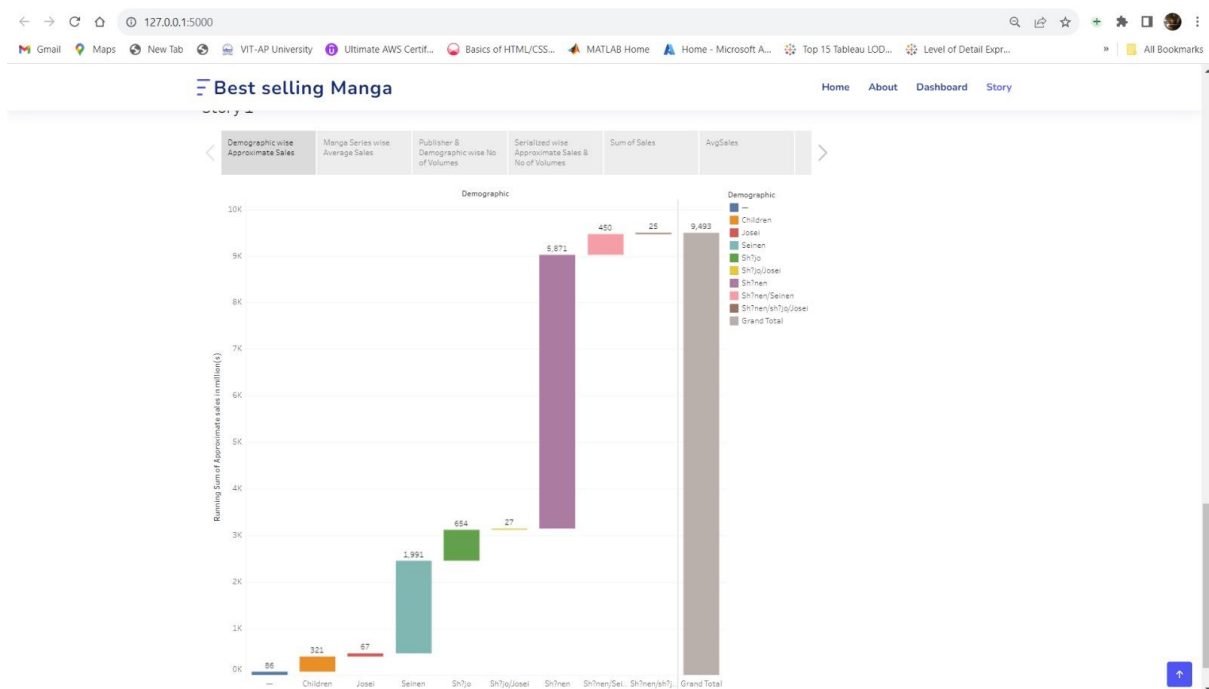 127.0.0.1:5000
Gmail Maps New Tab VIT-AP University Ultimate AWS Certif... Basics of HTML/CSS... MATLAB Home Home - Microsoft A... Top 15 Tableau LOD... Level of Detail Expr... » All Bookmarks
Best selling Manga Home About Dashboard Story
Story 1
Demographic wise Approximate Sales
Manga Series wise Average Sales
Publisher & Demographic wise No of Volumes
Serialized wise Approximate Sales & No of Volumes
Sum of Sales
AvgSales
Demographic
Running Sum of Approximate sales in million(s)
10K
9K
8K
7K
6K
5K
4K
3K
2K
1K
0K
86
321
67
1,991
654
27
5,871
450
25
9,493
— Children Josei Seinen Sh?jo Sh?jo/Josei Sh?nen Sh?nen/Sei.. Sh?nen/sh?j.. Grand Total
Demographic
—
Children
Josei
Seinen
Sh?jo
Sh?jo/Josei
Sh?nen
Sh?nen/Seinen
Sh?nen/sh?jo/Josei
Grand Total